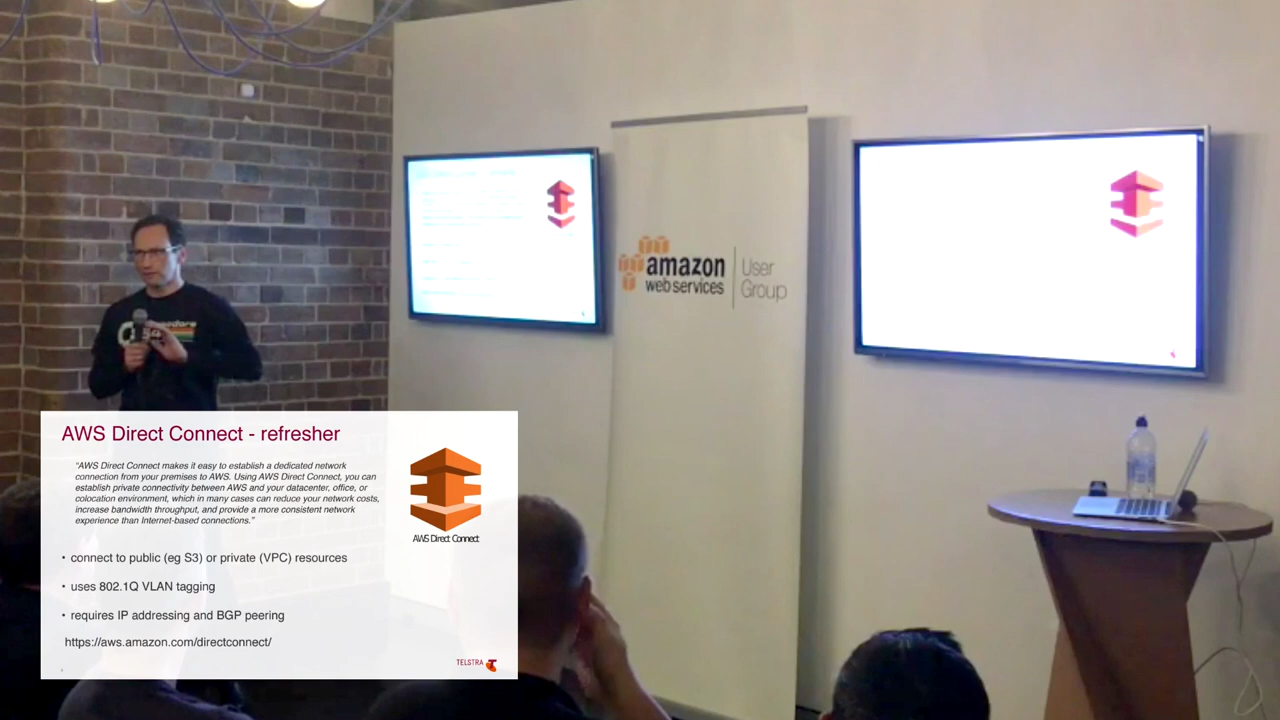 amazon
web services
User
Group
AWS Direct Connect - refresher
“AWS Direct Connect makes it easy to establish a dedicated network
connection from your premises to AWS. Using AWS Direct Connect, you can
establish private connectivity between AWS and your datacenter, office, or
colocation environment, which in many cases can reduce your network costs,
increase bandwidth throughput, and provide a more consistent network
experience than Internet-based connections.”
AWS Direct Connect
• connect to public (eg S3) or private (VPC) resources
• uses 802.1Q VLAN tagging
• requires IP addressing and BGP peering
https://aws.amazon.com/directconnect/
TELSTRA